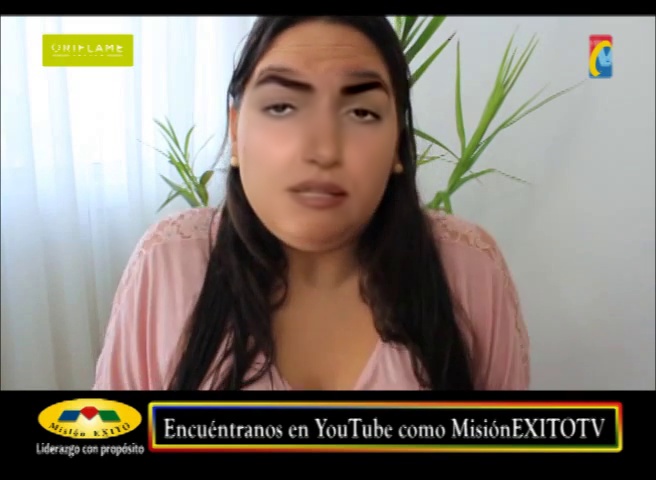 ORIFLAME
Misión EXITO
Liderazgo con propósito
Encuéntranos en YouTube como MisiónEXITOTV